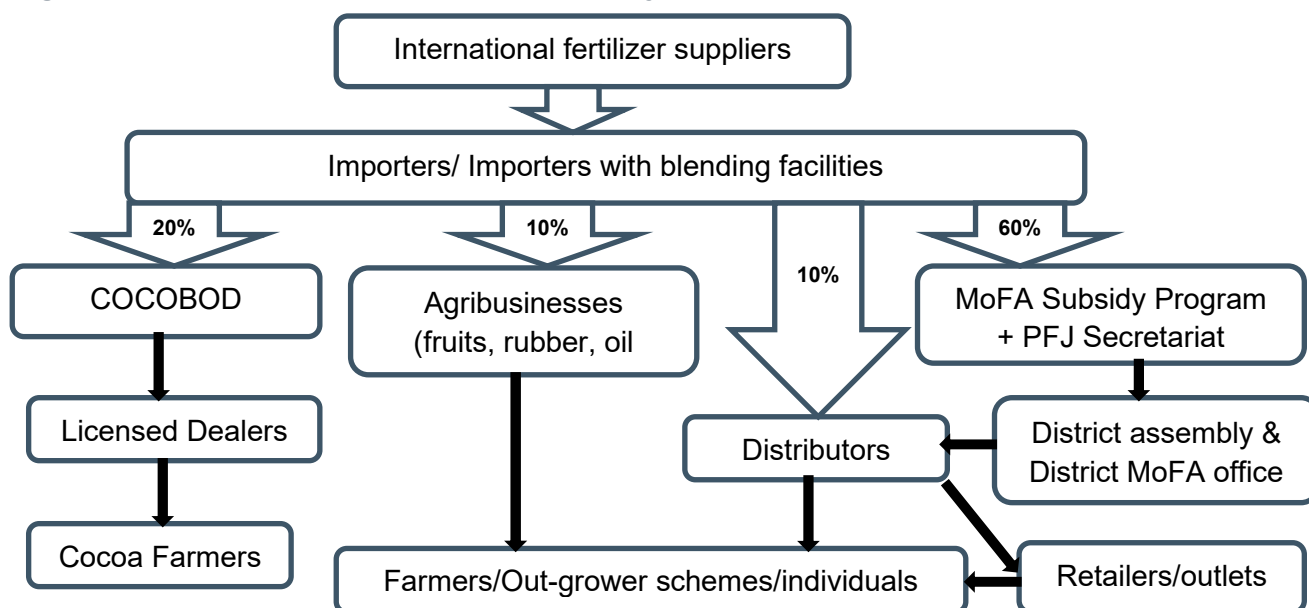 International fertilizer suppliers
Importers/ Importers with blending facilities
20%
10%
10%
60%
COCOBOD
Agribusinesses
(fruits, rubber, oil
MoFA Subsidy Program
+ PFJ Secretariat
Licensed Dealers
Distributors
District assembly &
District MoFA office
Cocoa Farmers
Farmers/Out-grower schemes/individuals
Retailers/outlets